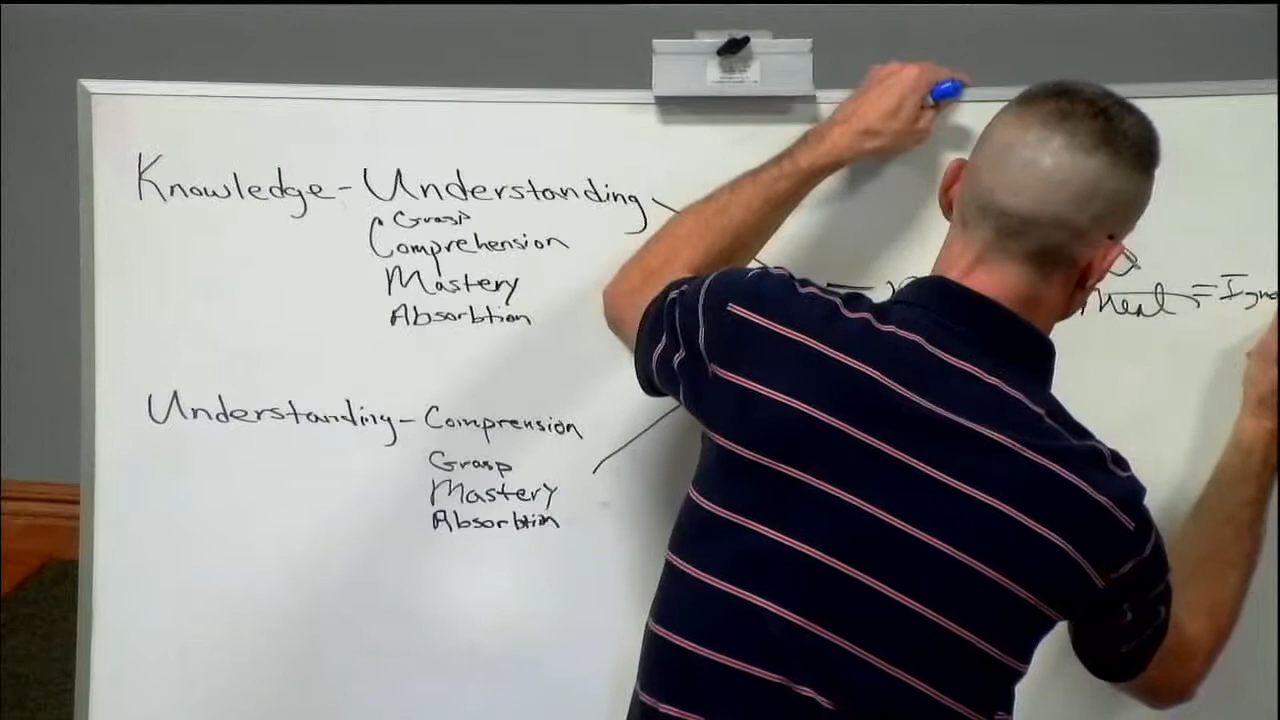 Knowledge - Understanding
Grasp
Comprehension
Mastery
Absorbtion
Understanding - Comprension
Grasp
Mastery
Absorbtion